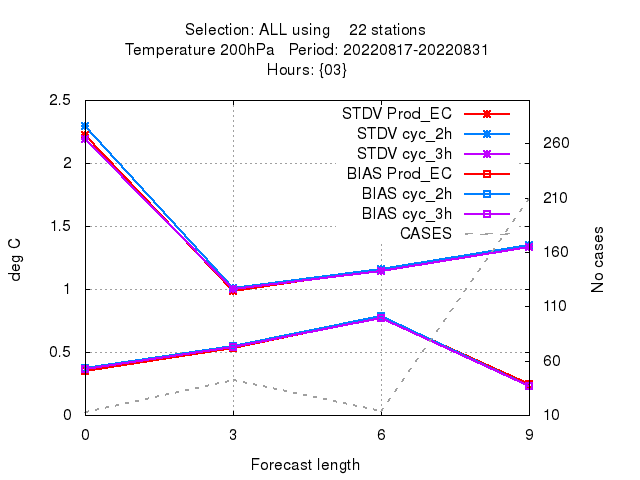 Selection: ALL using    22 stations
Temperature 200hPa   Period: 20220817-20220831
Hours: {03}
2.5
2
1.5
1
0.5
0
deg C
STDV Prod_EC
STDV cyc_2h
STDV cyc_3h
BIAS Prod_EC
BIAS cyc_2h
BIAS cyc_3h
CASES
260
210
160
110
60
10
No cases
0 3 6 9
Forecast length